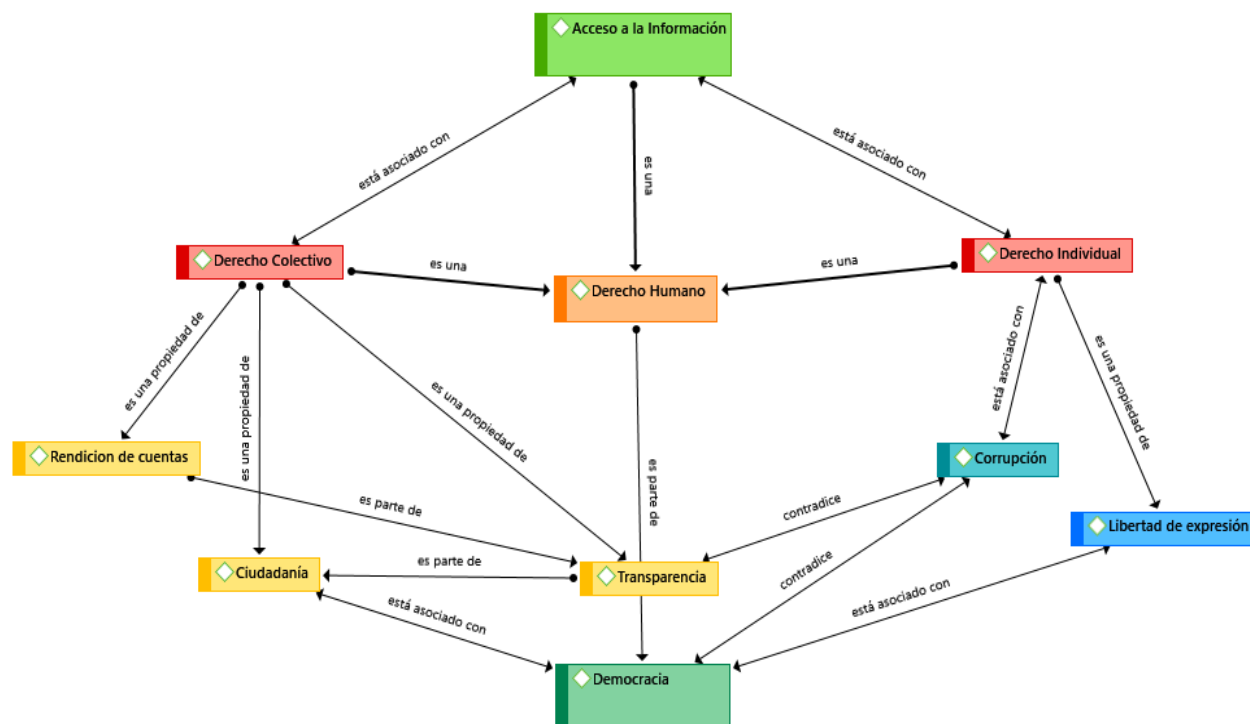 Acceso a la Información
está asociado con
es una
está asociado con
Derecho Colectivo
es una
Derecho Humano
es una
Derecho Individual
es una propiedad de
es una propiedad de
es una propiedad de
es parte de
está asociado con
es una propiedad de
Rendicion de cuentas
es parte de
contradice
Corrupción
Libertad de expresión
Ciudadanía
es parte de
Transparencia
contradice
está asociado con
está asociado con
Democracia